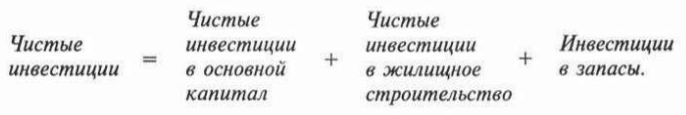 Чистые инвестиции = Чистые инвестиции в основной капитал + Чистые инвестиции в жилищное строительство + Инвестиции в запасы.